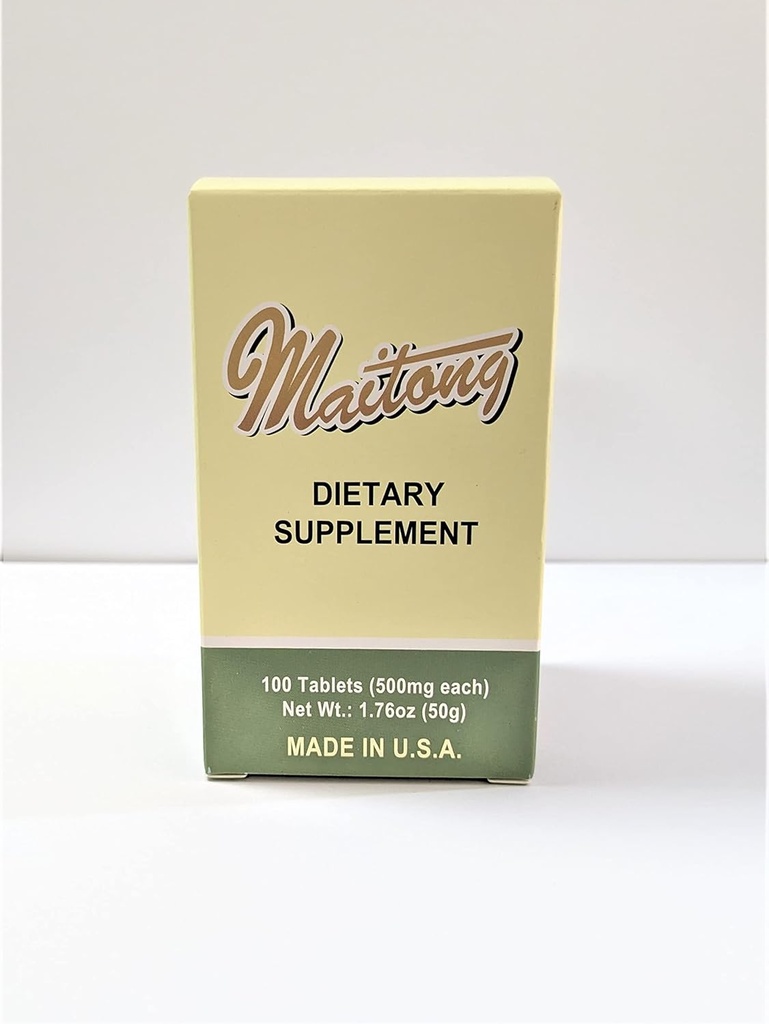 Maitong
DIETARY
SUPPLEMENT
100 Tablets (500mg each)
Net Wt.: 1.76oz (50g)
MADE IN U.S.A.